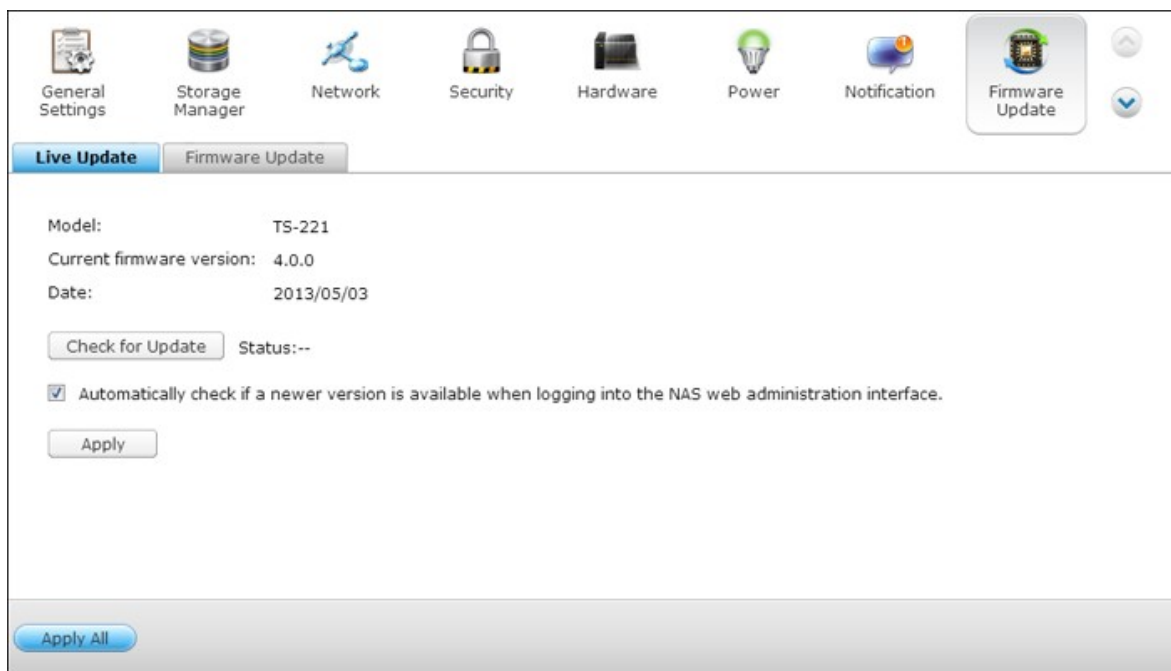 General Settings
Storage Manager
Network
Security
Hardware
Power
Notification
Firmware Update
Live Update
Firmware Update
Model: TS-221
Current firmware version: 4.0.0
Date: 2013/05/03
Check for Update Status:--
Automatically check if a newer version is available when logging into the NAS web administration interface.
Apply
Apply All